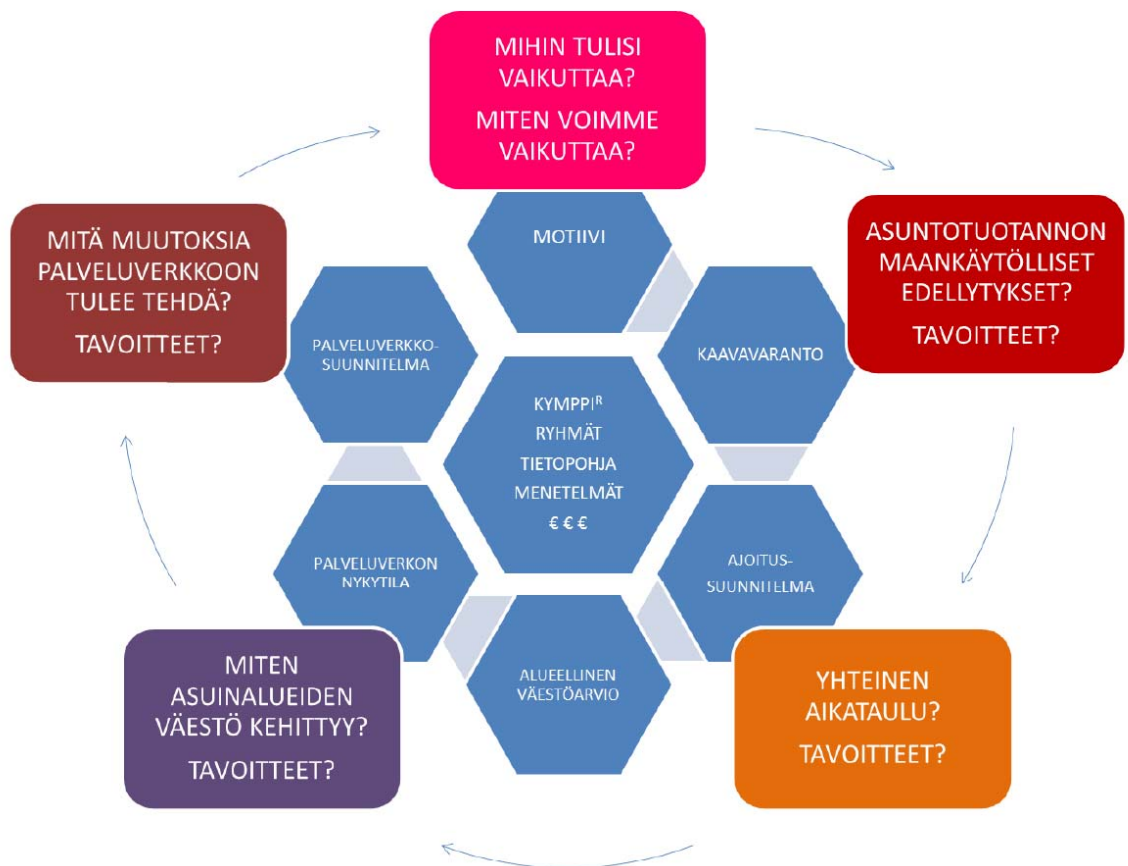 MIHIN TULISI
VAIKUTTAA?
MITEN VOIMME
VAIKUTTAA?
MOTIIVI
ASUNTOTUOTANNON
MAANKÄYTÖLLISET
EDELLYTYKSET?
TAVOITTEET?
KAAVAVARANTO
MITÄ MUUTOKSIA
PALVELUVERKKOON
TULEE TEHDÄ?
TAVOITTEET?
PALVELUVERKKO-
SUUNNITELMA
KYMPPIᴿ
RYHMÄT
TIETOPOHJA
MENETELMÄT
€ € €
PALVELUVERKON
NYKYTILA
AJOITUS-
SUUNNITELMA
ALUEELLINEN
VÄESTÖARVIO
MITEN
ASUINALUEIDEN
VÄESTÖ KEHITTYY?
TAVOITTEET?
YHTEINEN
AIKATAULU?
TAVOITTEET?